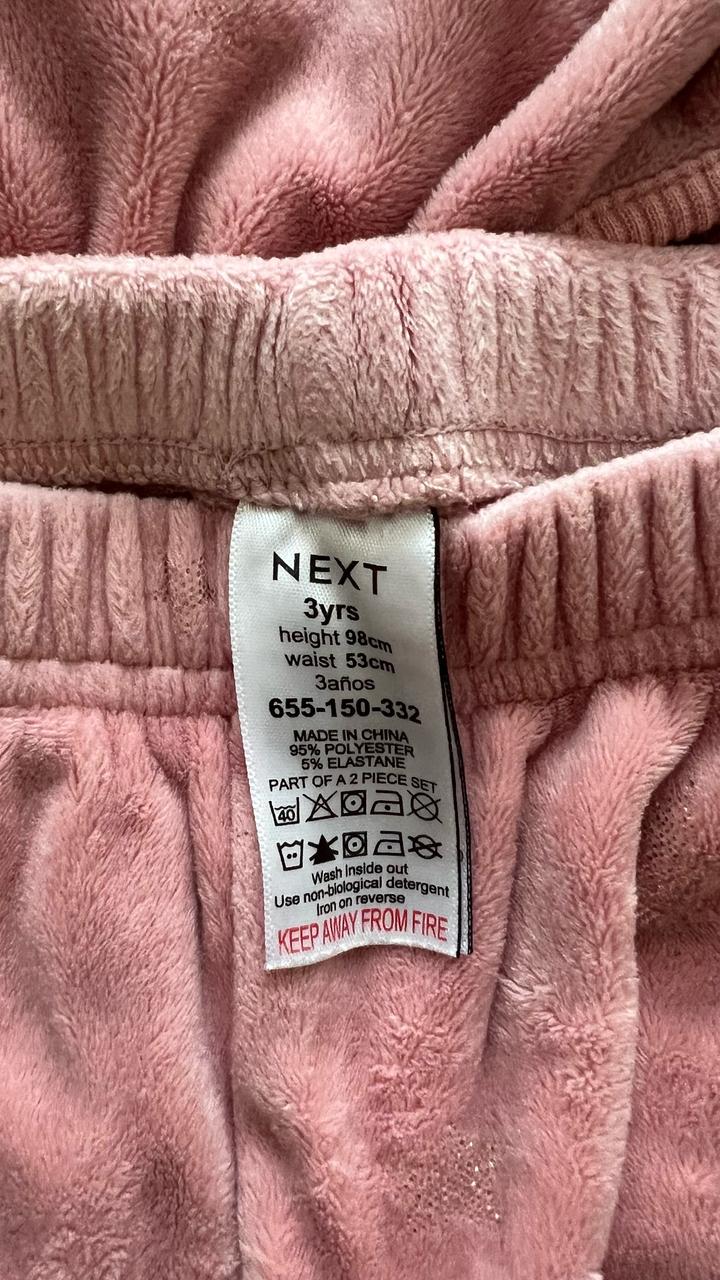 NEXT
3yrs
height 98cm
waist 53cm
3años
655-150-332
MADE IN CHINA
95% POLYESTER
5% ELASTANE
PART OF A 2 PIECE SET
40
Wash inside out
Use non-biological detergent
Iron on reverse
KEEP AWAY FROM FIRE